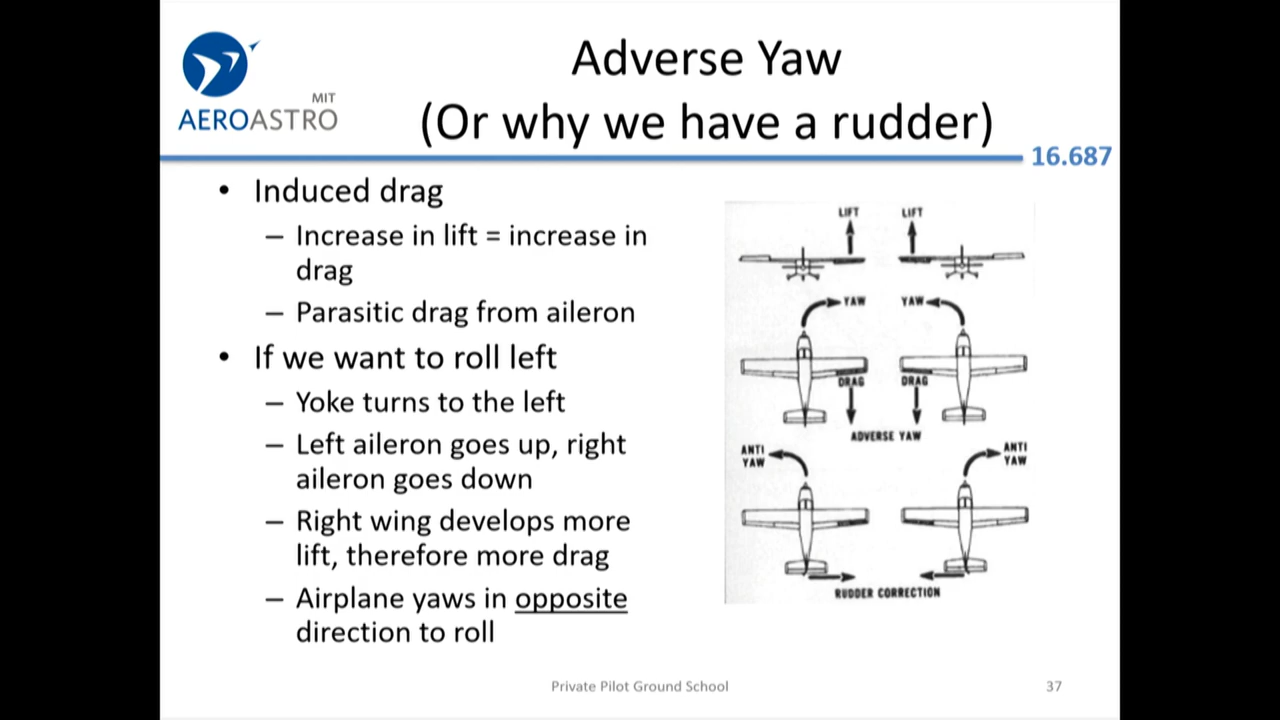 MIT
AEROASTRO
Adverse Yaw
(Or why we have a rudder)
16.687
• Induced drag
– Increase in lift = increase in
drag
– Parasitic drag from aileron
• If we want to roll left
– Yoke turns to the left
– Left aileron goes up, right
aileron goes down
– Right wing develops more
lift, therefore more drag
– Airplane yaws in opposite
direction to roll
LIFT LIFT
YAW YAW
DRAG DRAG
ADVERSE YAW
ANTI
YAW
ANTI
YAW
RUDDER CORRECTION
Private Pilot Ground School
37